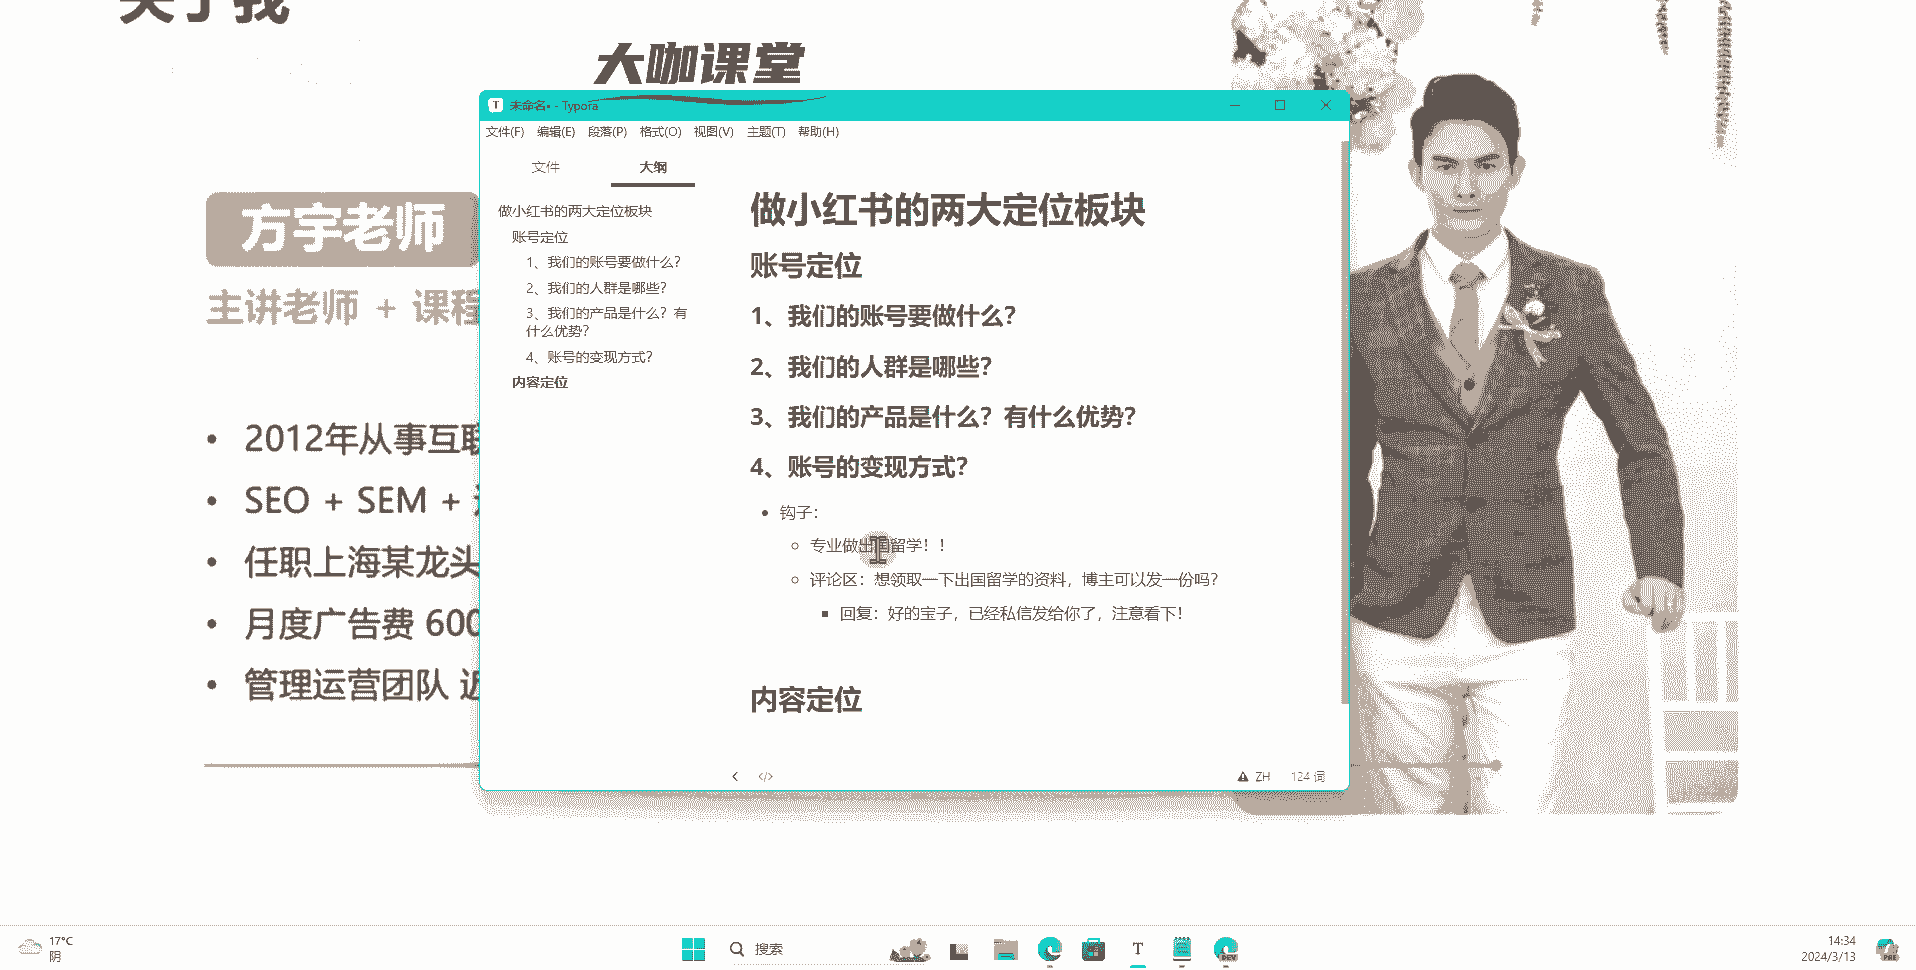 关于我
大咖课堂
未命名• - Typora
文件(F) 编辑(E) 段落(P) 格式(O) 视图(V) 主题(T) 帮助(H)
文件 大纲
做小红书的两大定位板块
账号定位
1、我们的账号要做什么?
2、我们的人群是哪些?
3、我们的产品是什么? 有
什么优势?
4、账号的变现方式?
内容定位
做小红书的两大定位板块
账号定位
1、我们的账号要做什么?
2、我们的人群是哪些?
3、我们的产品是什么? 有什么优势?
4、账号的变现方式?
• 钩子:
专业做出国留学! !
评论区: 想领取一下出国留学的资料, 博主可以发一份吗?
回复: 好的宝子, 已经私信发给你了, 注意看下!
内容定位
ZH 124 词
方宇老师
主讲老师 + 课程
• 2012年从事互联
• SEO + SEM +
• 任职上海某龙头
• 月度广告费 600
• 管理运营团队 近
17°C
阴
搜索
T
DEV
14:34
2024/3/13
PRE